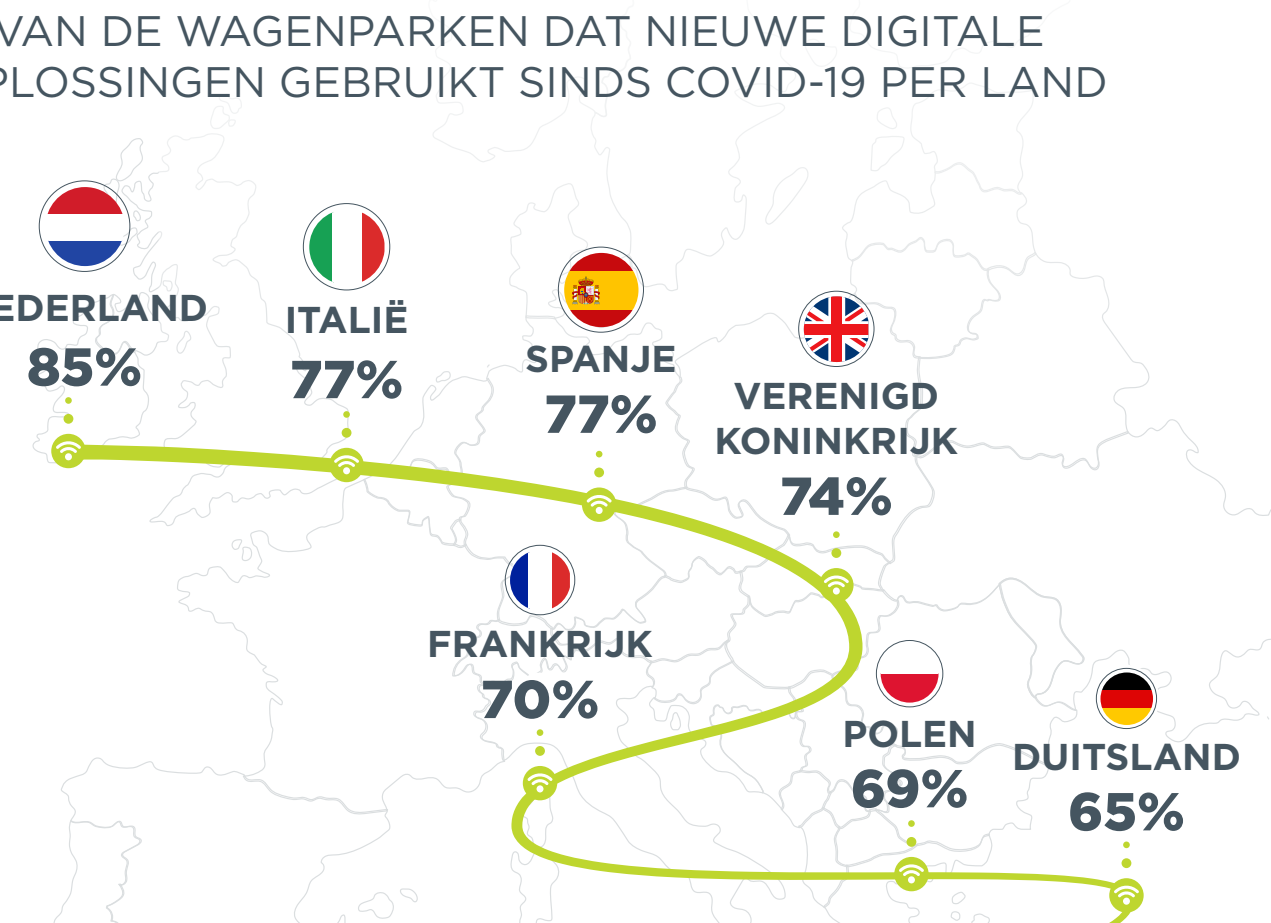 VAN DE WAGENPARKEN DAT NIEUWE DIGITALE
PLOSSINGEN GEBRUIKT SINDS COVID-19 PER LAND
EDERLAND
85%
ITALIË
77%
SPANJE
77%
VERENIGD
KONINKRIJK
74%
FRANKRIJK
70%
POLEN
69%
DUITSLAND
65%